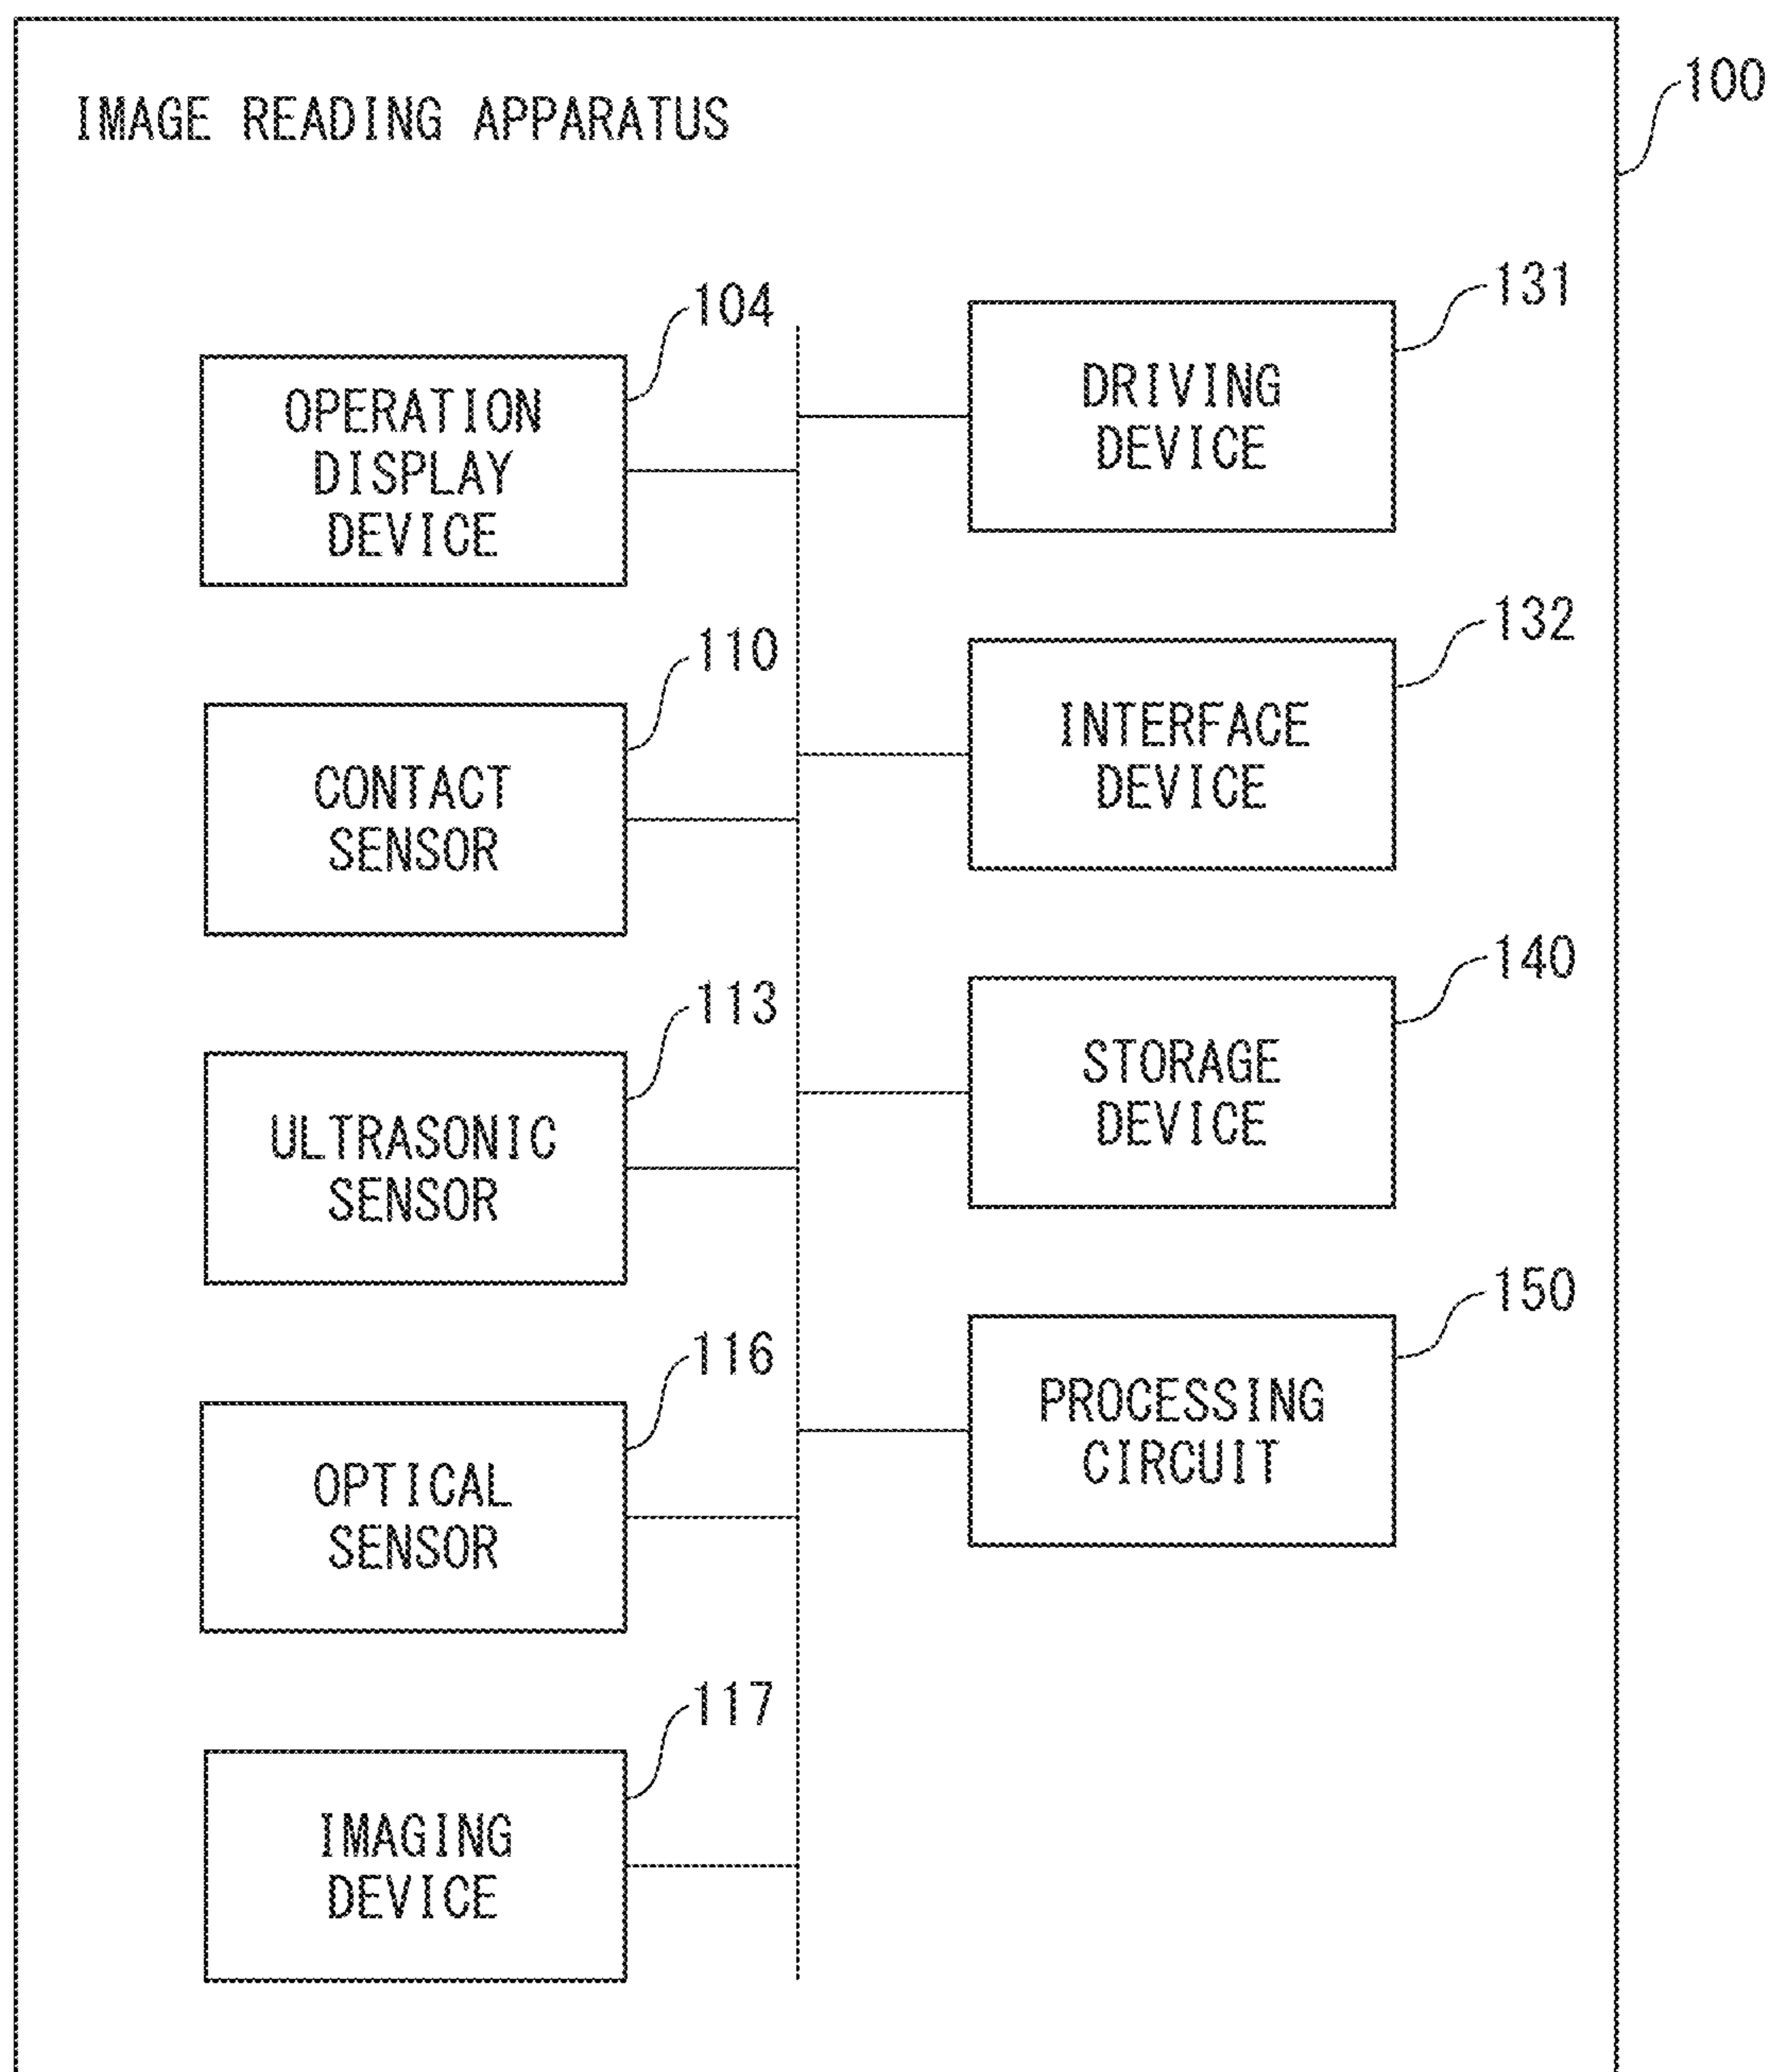 IMAGE READING APPARATUS
100
104
OPERATION
DISPLAY
DEVICE
110
CONTACT
SENSOR
113
ULTRASONIC
SENSOR
116
OPTICAL
SENSOR
117
IMAGING
DEVICE
131
DRIVING
DEVICE
132
INTERFACE
DEVICE
140
STORAGE
DEVICE
150
PROCESSING
CIRCUIT